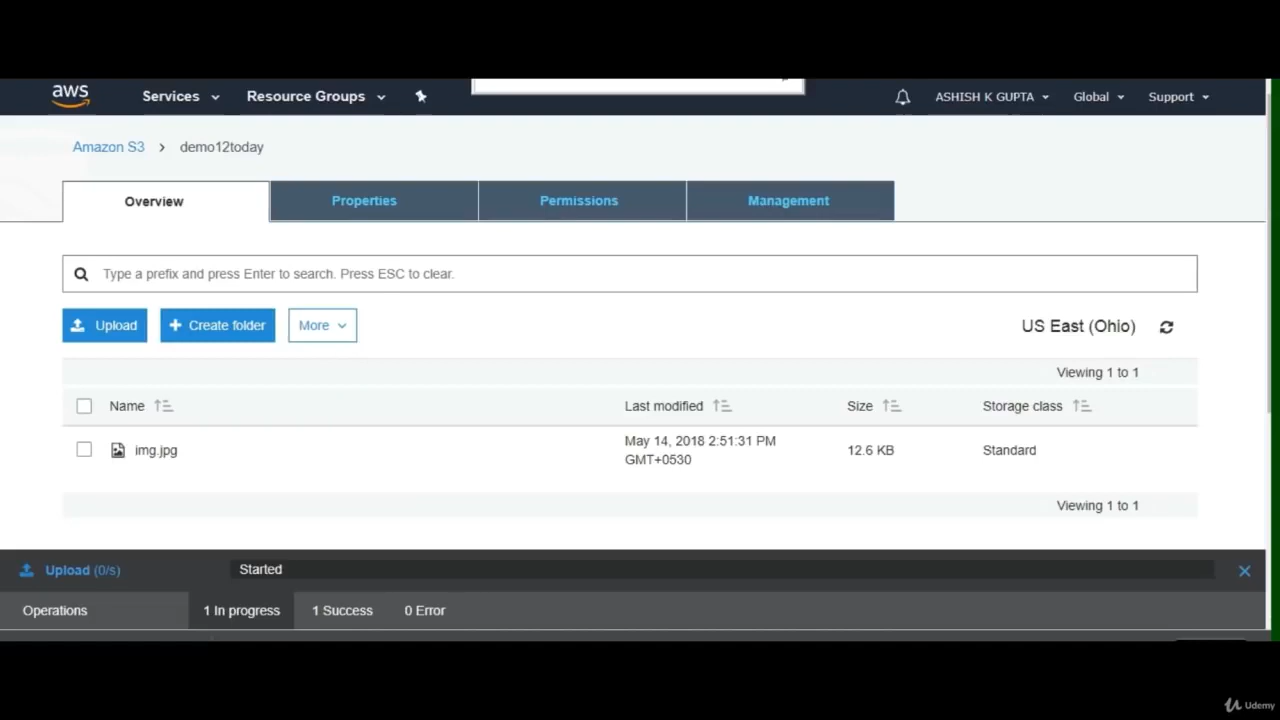 aws Services Resource Groups ASHISH K GUPTA Global Support
Amazon S3 > demo12today
Overview Properties Permissions Management
Type a prefix and press Enter to search. Press ESC to clear.
Upload + Create folder More US East (Ohio)
Viewing 1 to 1
Name Last modified Size Storage class
img.jpg May 14, 2018 2:51:31 PM 12.6 KB Standard
GMT+0530
Viewing 1 to 1
Upload (0/s) Started
Operations 1 In progress 1 Success 0 Error
Udemy